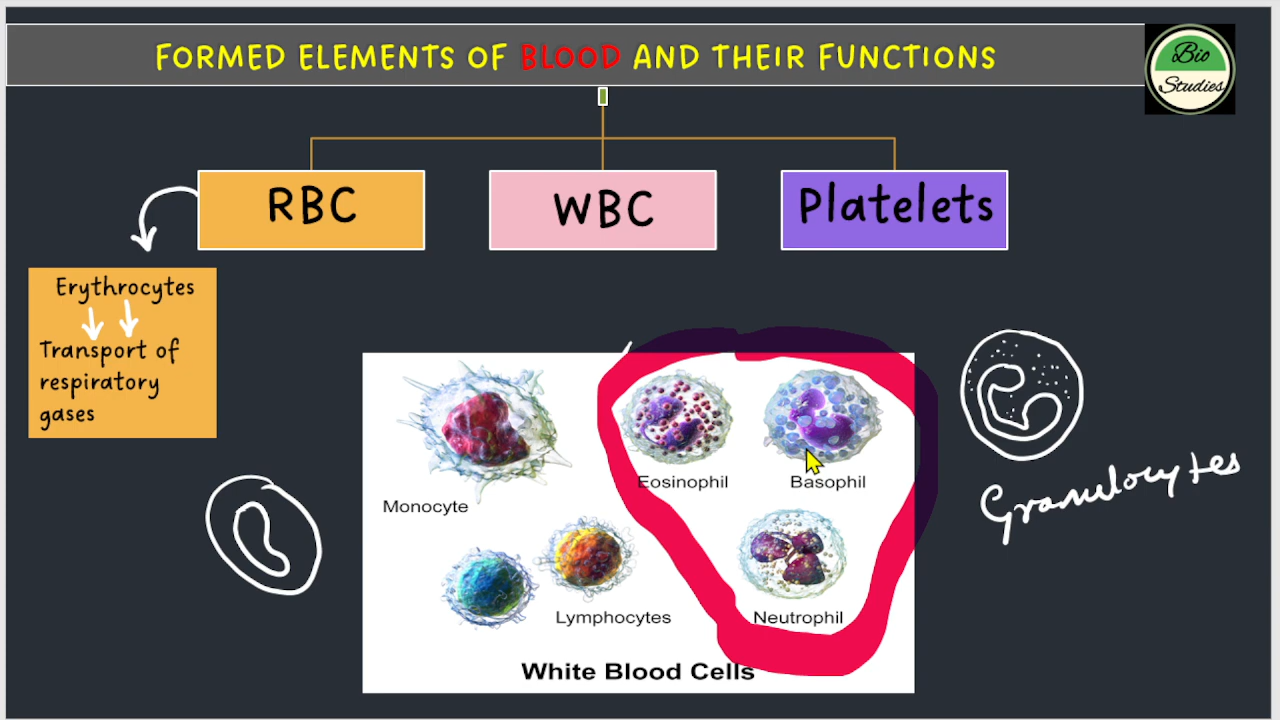 FORMED ELEMENTS OF BLOOD AND THEIR FUNCTIONS
Bio
Studies
RBC
WBC
Platelets
Erythrocytes
Transport of
respiratory
gases
Monocyte
Eosinophil
Basophil
Lymphocytes
Neutrophil
White Blood Cells
Granulocytes